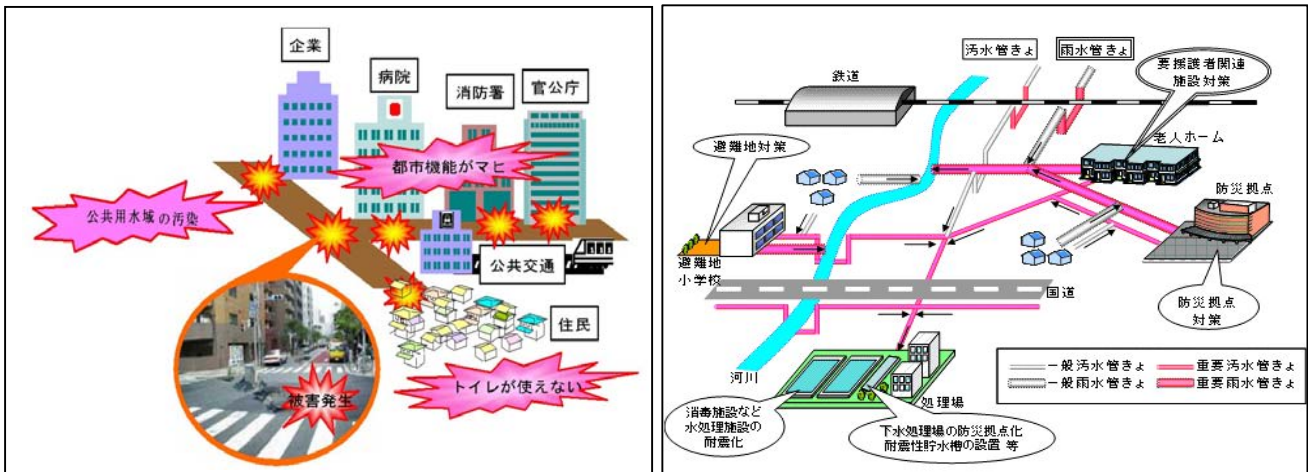 企業
病院
消防署
官公庁
都市機能がマヒ
公共用水域の汚染
公共交通
住民
トイレが使えない
被害発生
汚水管きょ
雨水管きょ
要援護者関連
施設対策
鉄道
避難地対策
老人ホーム
防災拠点
避難地
小学校
国道
防災拠点
対策
河川
一般汚水管きょ
重要汚水管きょ
一般雨水管きょ
重要雨水管きょ
処理場
消毒施設など
水処理施設の
耐震化
下水処理場の防災拠点化
耐震性貯水槽の設置 等